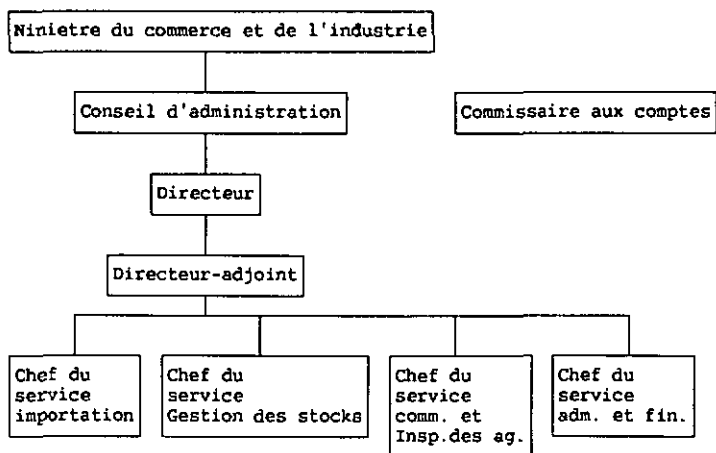 Ninietre du commerce et de l'industrie
Conseil d'administration
Commissaire aux comptes
Directeur
Directeur-adjoint
Chef du
service
importation
Chef du
service
Gestion des stocks
Chef du
service
comm. et
Insp.des ag.
Chef du
service
adm. et fin.